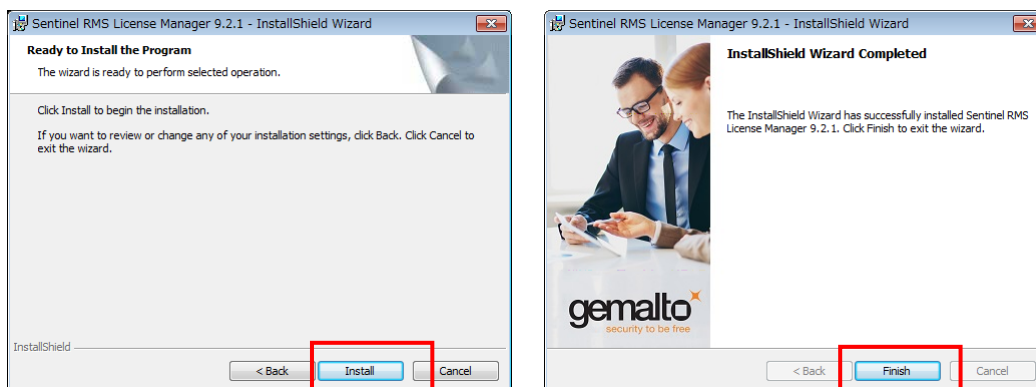 Sentinel RMS License Manager 9.2.1 - InstallShield Wizard
Ready to Install the Program
The wizard is ready to perform selected operation.
Click Install to begin the installation.
If you want to review or change any of your installation settings, click Back. Click Cancel to
exit the wizard.
InstallShield
< Back
Install
Cancel
Sentinel RMS License Manager 9.2.1 - InstallShield Wizard
InstallShield Wizard Completed
The InstallShield Wizard has successfully installed Sentinel RMS
License Manager 9.2.1. Click Finish to exit the wizard.
gemalto
security to be free
< Back
Finish
Cancel